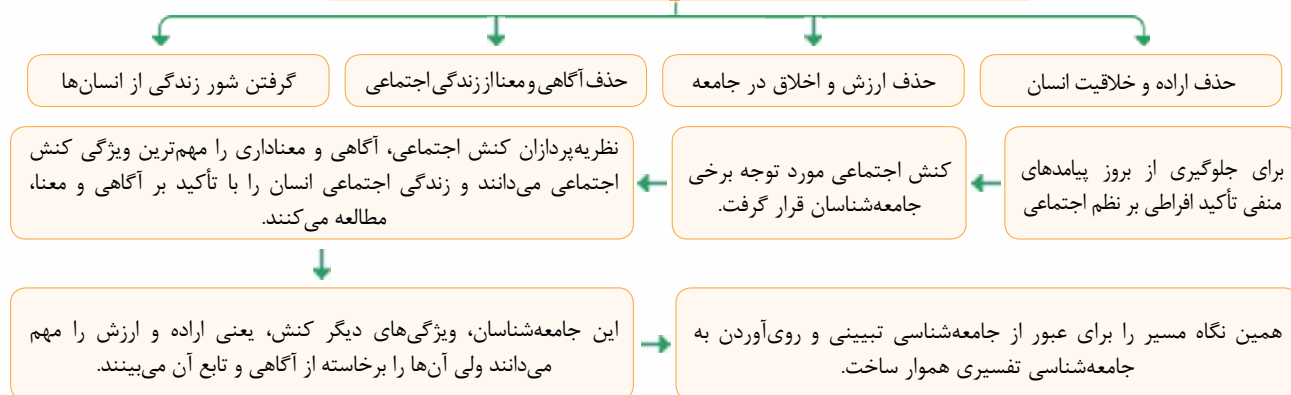 حذف اراده و خلاقیت انسان
حذف ارزش و اخلاق در جامعه
حذف آگاهی و معنا از زندگی اجتماعی
گرفتن شور زندگی از انسان‌ها
برای جلوگیری از بروز پیامدهای
منفی تأکید افراطی بر نظم اجتماعی
کنش اجتماعی مورد توجه برخی
جامعه‌شناسان قرار گرفت.
نظریه‌پردازان کنش اجتماعی، آگاهی و معناداری را مهم‌ترین ویژگی کنش
اجتماعی می‌دانند و زندگی اجتماعی انسان را با تأکید بر آگاهی و معنا،
مطالعه می‌کنند.
این جامعه‌شناسان، ویژگی‌های دیگر کنش، یعنی اراده و ارزش را مهم
می‌دانند ولی آن‌ها را برخاسته از آگاهی و تابع آن می‌بینند.
همین نگاه مسیر را برای عبور از جامعه‌شناسی تبیینی و روی‌آوردن به
جامعه‌شناسی تفسیری هموار ساخت.